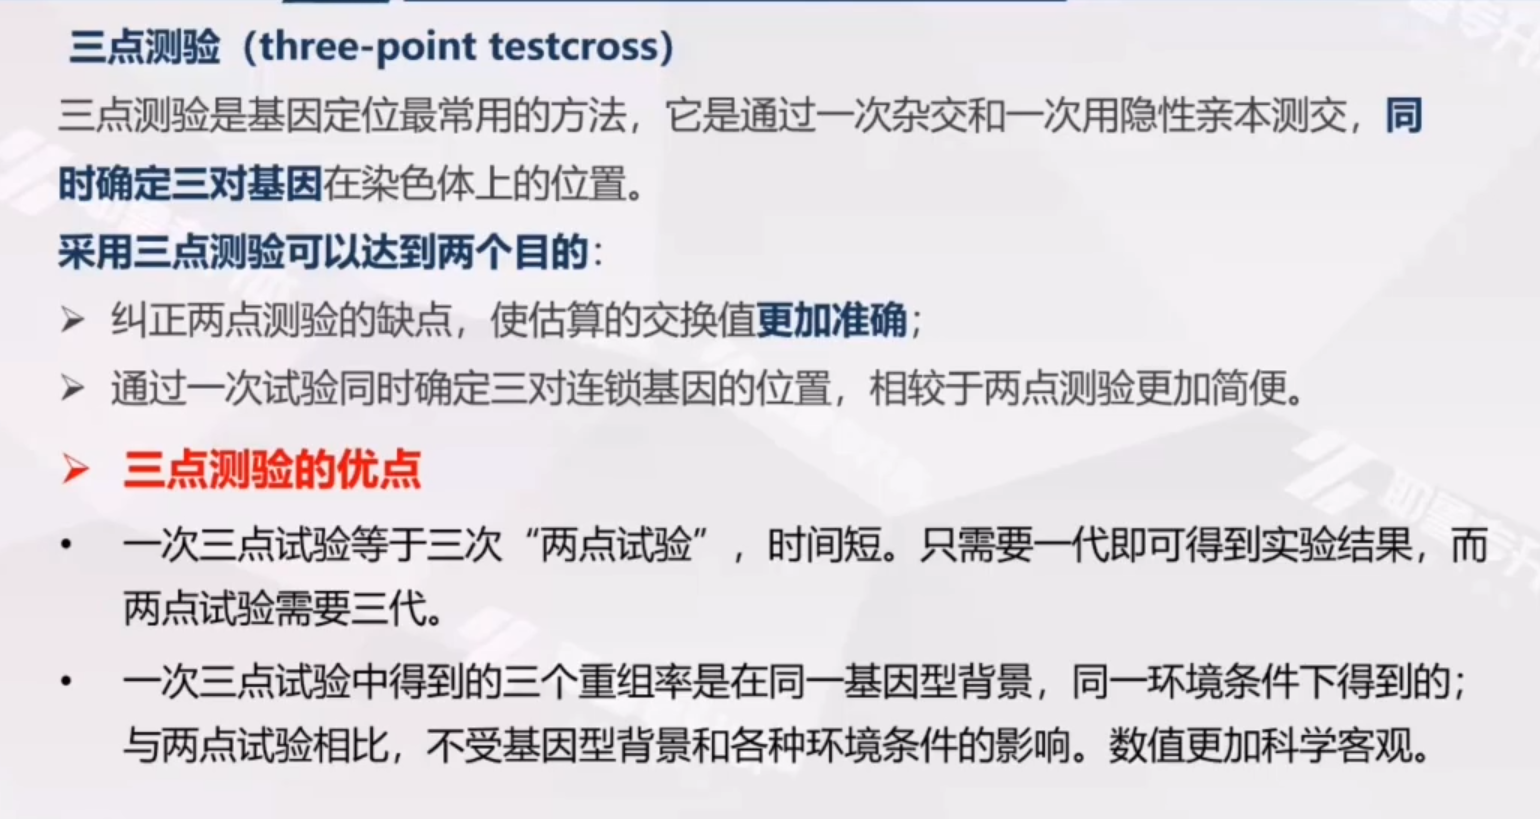 三点测验（three-point testcross）
三点测验是基因定位最常用的方法，它是通过一次杂交和一次用隐性亲本测交，同
时确定三对基因在染色体上的位置。
采用三点测验可以达到两个目的：
➢ 纠正两点测验的缺点，使估算的交换值更加准确；
➢ 通过一次试验同时确定三对连锁基因的位置，相较于两点测验更加简便。
➢ 三点测验的优点
• 一次三点试验等于三次“两点试验”，时间短。只需要一代即可得到实验结果，而
两点试验需要三代。
• 一次三点试验中得到的三个重组率是在同一基因型背景，同一环境条件下得到的；
与两点试验相比，不受基因型背景和各种环境条件的影响。数值更加科学客观。